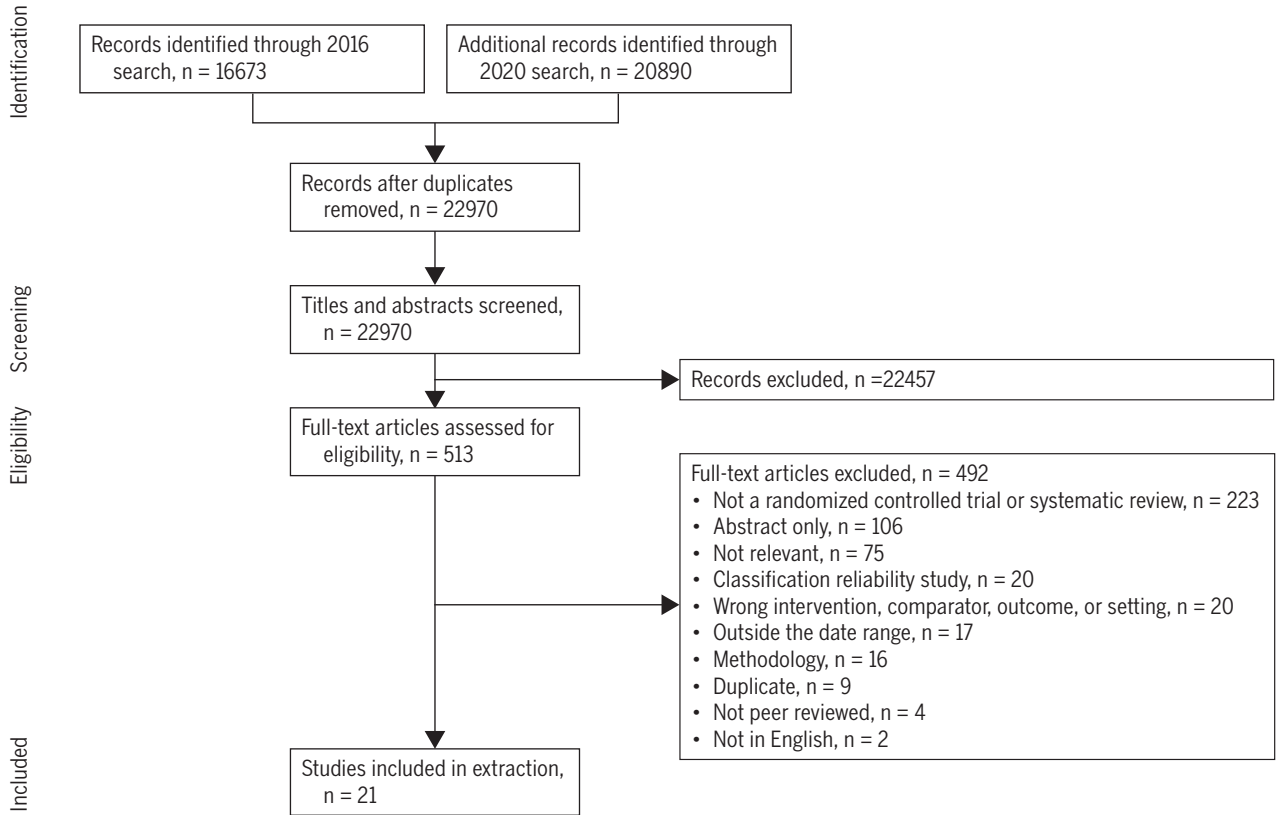 Identification
Records identified through 2016
search, n = 16673
Additional records identified through
2020 search, n = 20890
Records after duplicates
removed, n = 22970
Screening
Titles and abstracts screened,
n = 22970
Records excluded, n =22457
Eligibility
Full-text articles assessed for
eligibility, n = 513
Full-text articles excluded, n = 492
• Not a randomized controlled trial or systematic review, n = 223
• Abstract only, n = 106
• Not relevant, n = 75
• Classification reliability study, n = 20
• Wrong intervention, comparator, outcome, or setting, n = 20
• Outside the date range, n = 17
• Methodology, n = 16
• Duplicate, n = 9
• Not peer reviewed, n = 4
• Not in English, n = 2
Included
Studies included in extraction,
n = 21